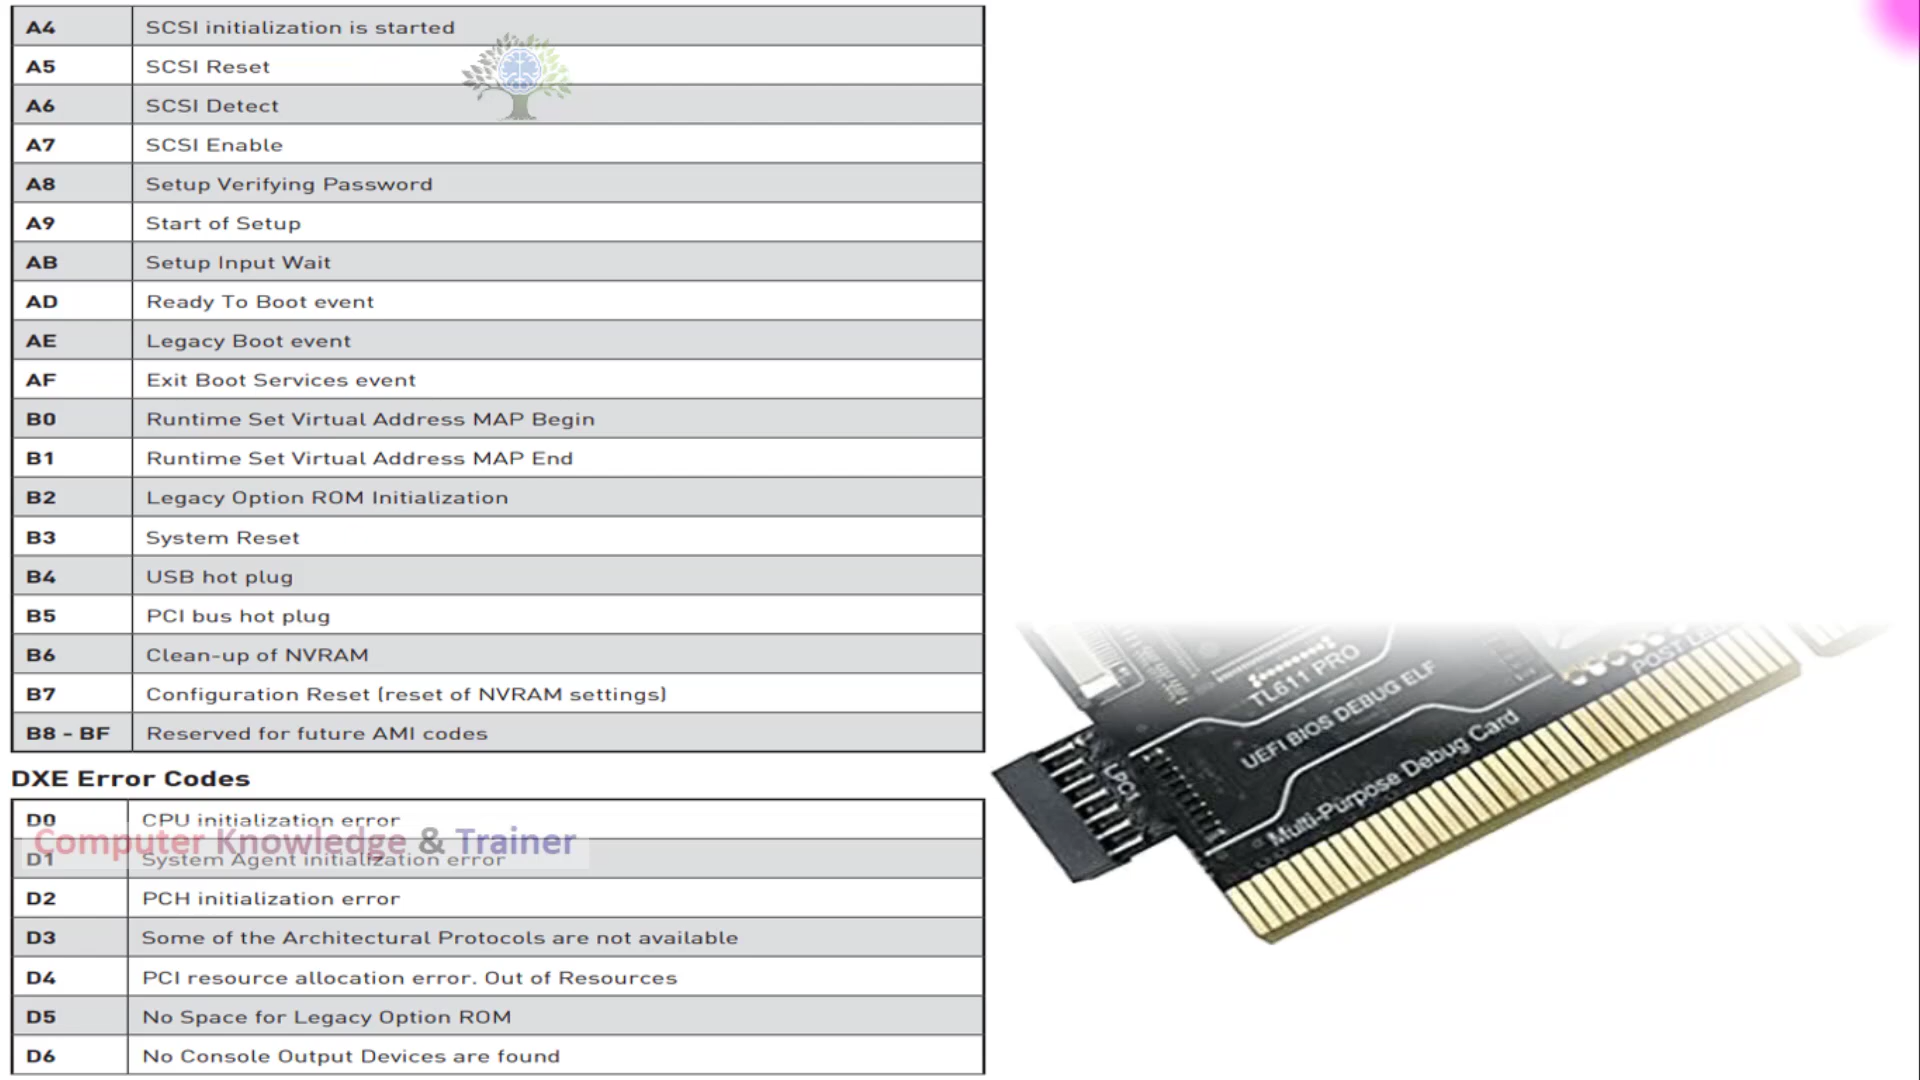 A4 SCSI initialization is started
A5 SCSI Reset
A6 SCSI Detect
A7 SCSI Enable
A8 Setup Verifying Password
A9 Start of Setup
AB Setup Input Wait
AD Ready To Boot event
AE Legacy Boot event
AF Exit Boot Services event
B0 Runtime Set Virtual Address MAP Begin
B1 Runtime Set Virtual Address MAP End
B2 Legacy Option ROM Initialization
B3 System Reset
B4 USB hot plug
B5 PCI bus hot plug
B6 Clean-up of NVRAM
B7 Configuration Reset (reset of NVRAM settings)
B8 - BF Reserved for future AMI codes
DXE Error Codes
D0 CPU initialization error
Computer Knowledge & Trainer
D1 System Agent initialization error
D2 PCH initialization error
D3 Some of the Architectural Protocols are not available
D4 PCI resource allocation error. Out of Resources
D5 No Space for Legacy Option ROM
D6 No Console Output Devices are found
TL611 PRO
UEFI BIOS DEBUG ELF
Multi-Purpose Debug Card
LPC1
POST LED